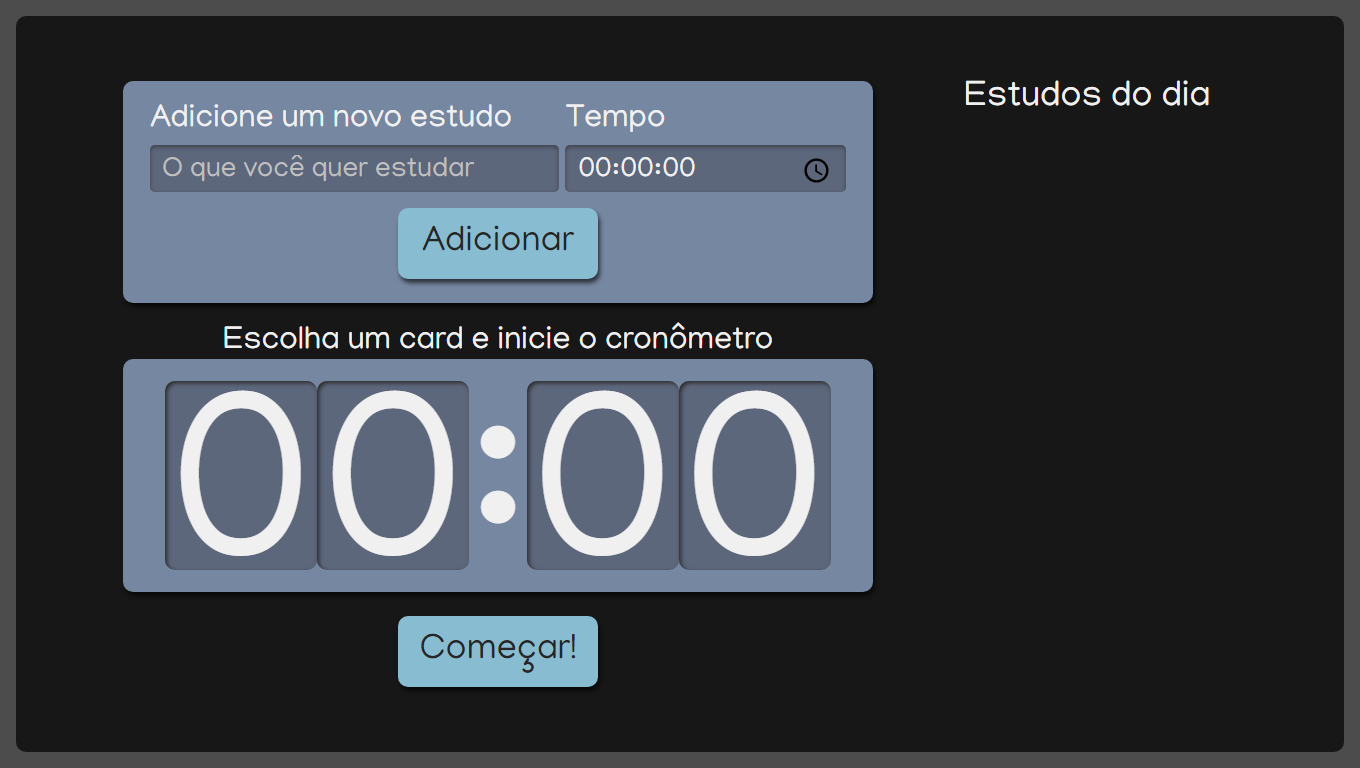 Adicione um novo estudo
Tempo
O que você quer estudar
00:00:00
Adicionar
Escolha um card e inicie o cronômetro
00:00
Começar!
Estudos do dia